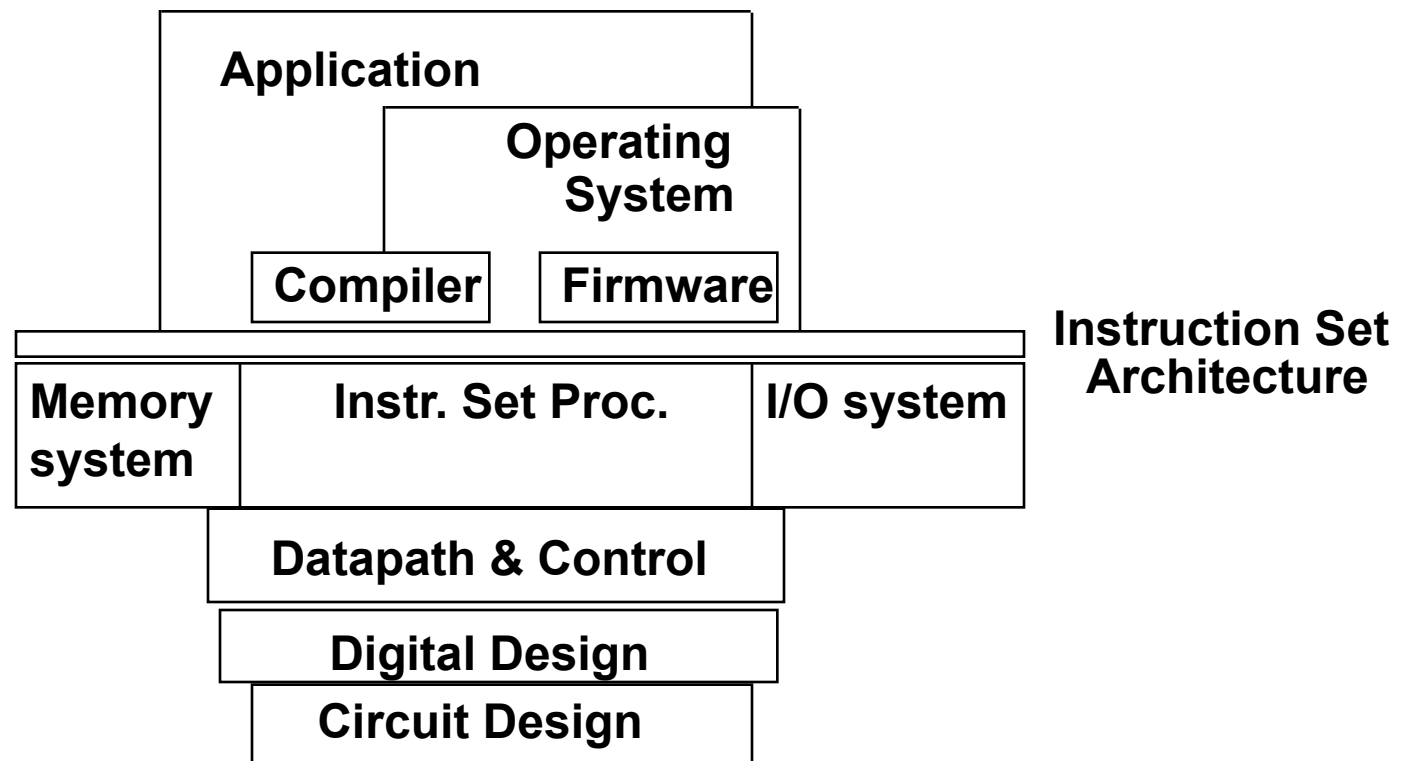 Application
Operating
System
Compiler
Firmware
Instruction Set
Architecture
Memory
system
Instr. Set Proc.
I/O system
Datapath & Control
Digital Design
Circuit Design